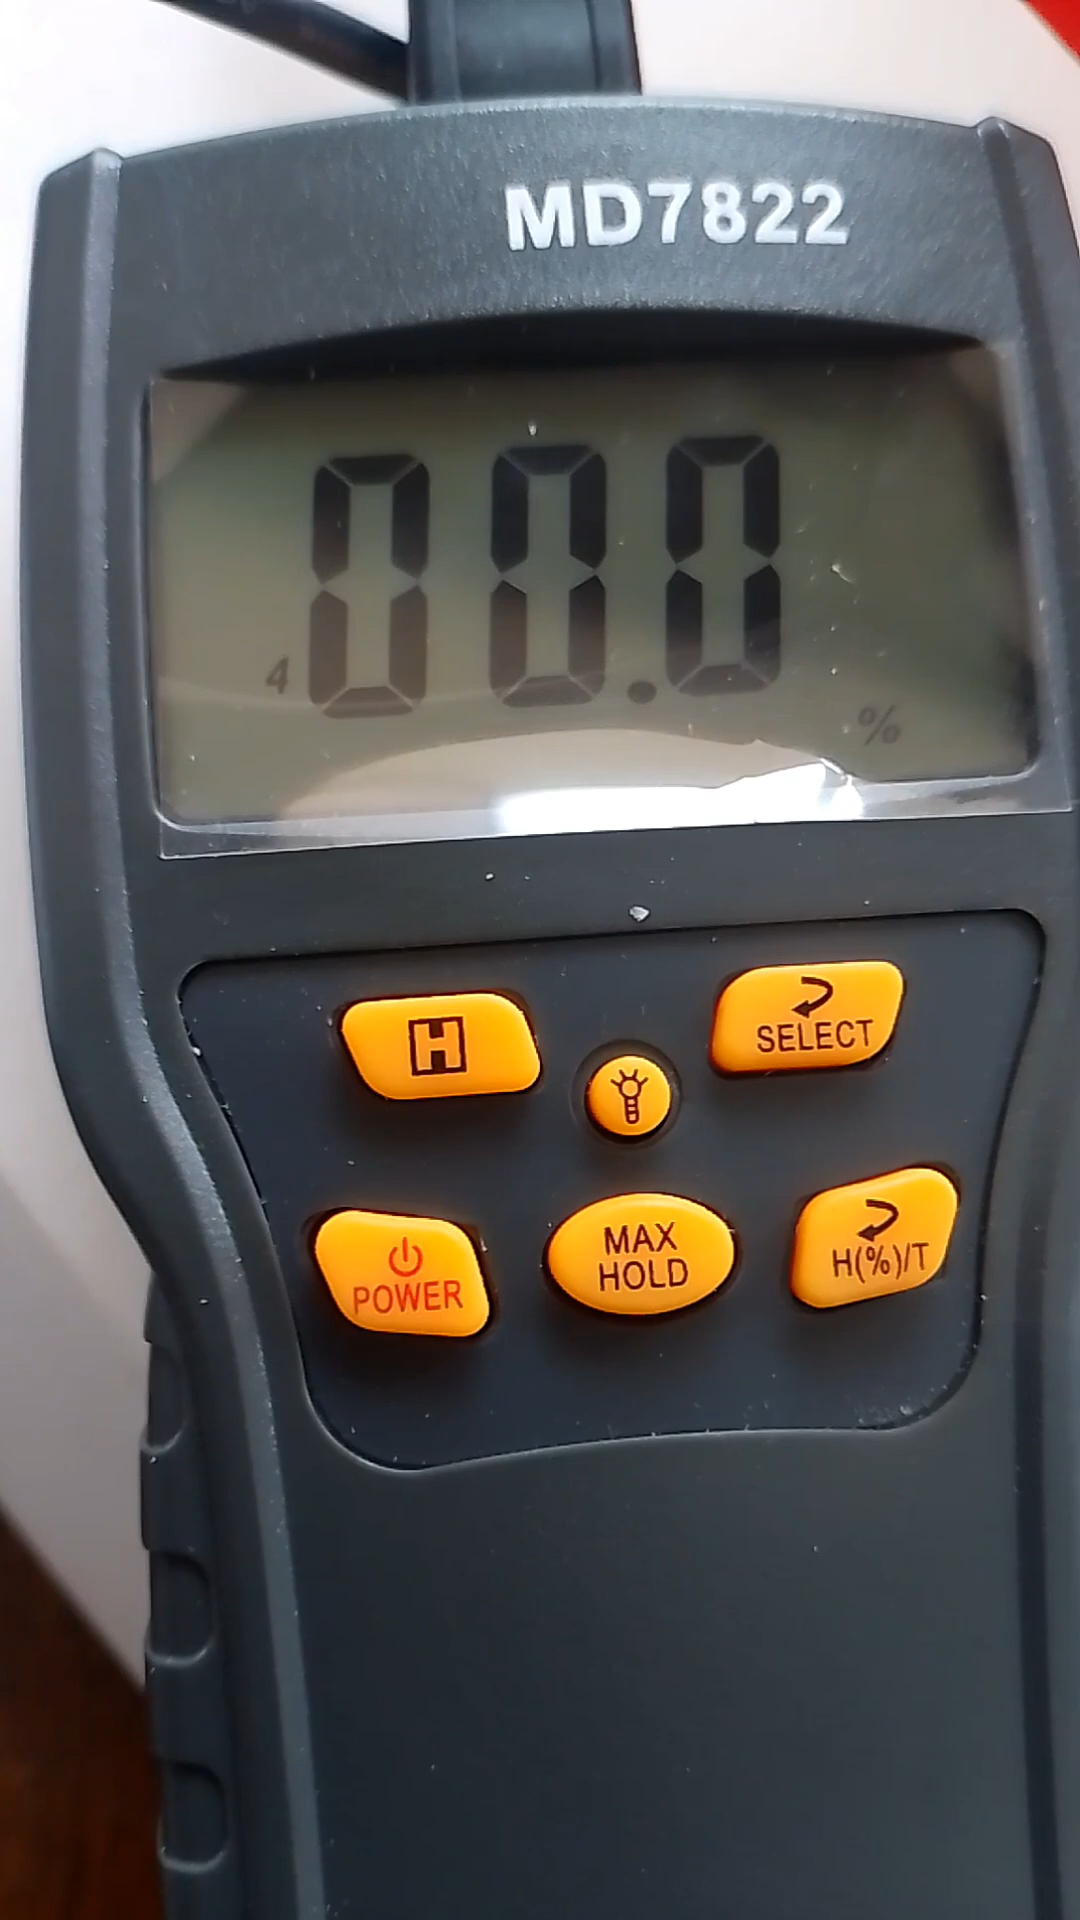 MD7822
4 00.0 %
H
SELECT
MAX
HOLD
POWER
H(%)/T